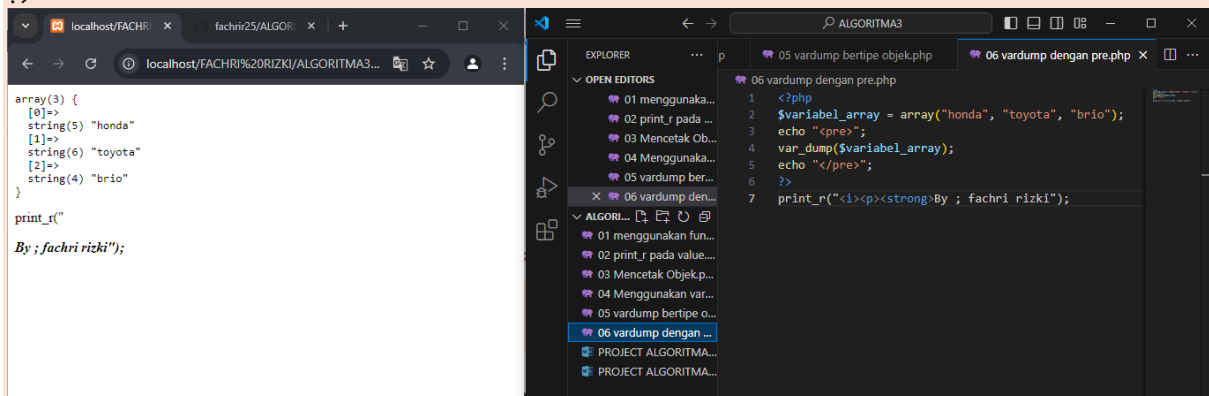 ?>
localhost/FACHRI
fachrir25/ALGORI
localhost/FACHRI%20RIZKI/ALGORITMA3...
array(3) {
[0]=>
string(5) "honda"
[1]=>
string(6) "toyota"
[2]=>
string(4) "brio"
}
print_r("
By ; fachri rizki");
ALGORITMA3
EXPLORER
p
05 vardump bertipe objek.php
06 vardump dengan pre.php
OPEN EDITORS
01 menggunaka...
02 print_r pada ...
03 Mencetak Ob...
04 Menggunaka...
05 vardump ber...
06 vardump den...
ALGORI...
01 menggunakan fun...
02 print_r pada value....
03 Mencetak Objek.p...
04 Menggunakan var...
05 vardump bertipe o...
06 vardump dengan ...
PROJECT ALGORITMA...
PROJECT ALGORITMA...
06 vardump dengan pre.php
1 <?php
2 $variabel_array = array("honda", "toyota", "brio");
3 echo "<pre>";
4 var_dump($variabel_array);
5 echo "</pre>";
6 ?>
7 print_r("<i><p><strong>By ; fachri rizki");